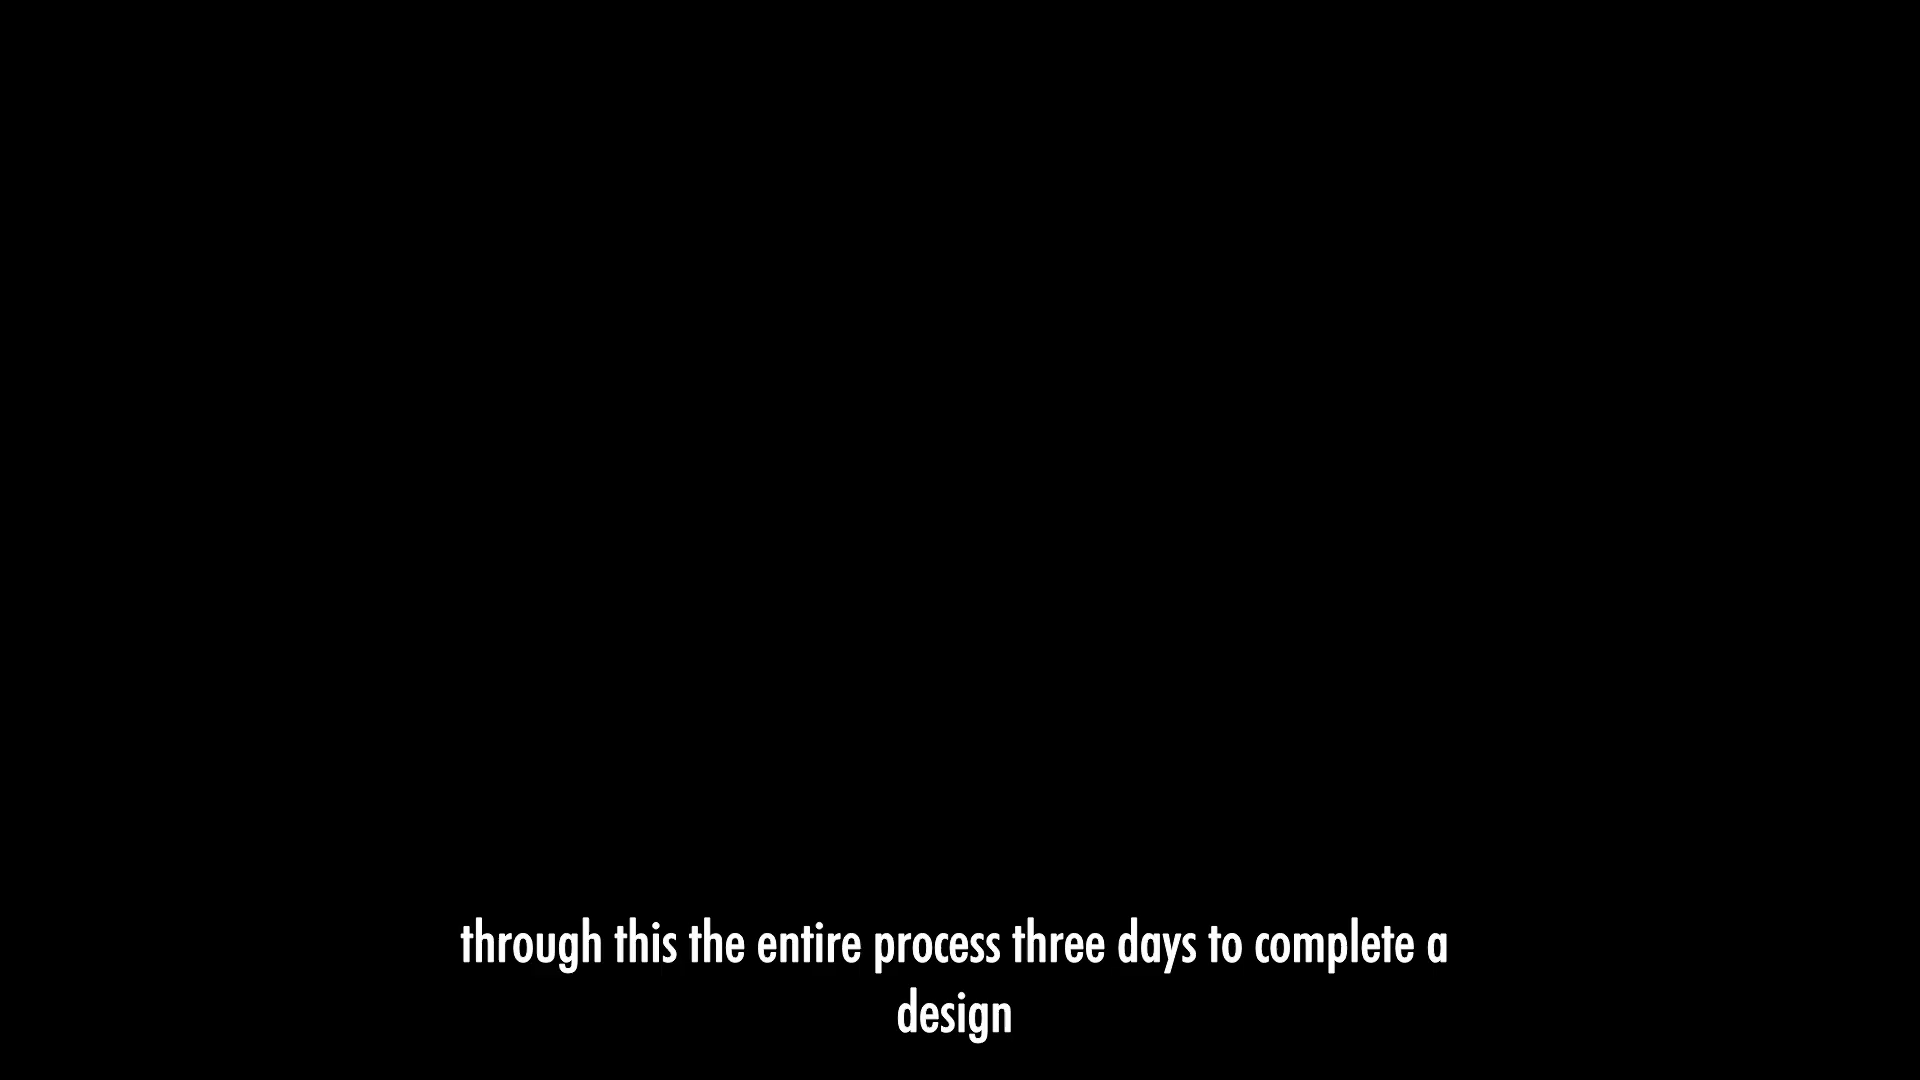 through this the entire process three days to complete a
design